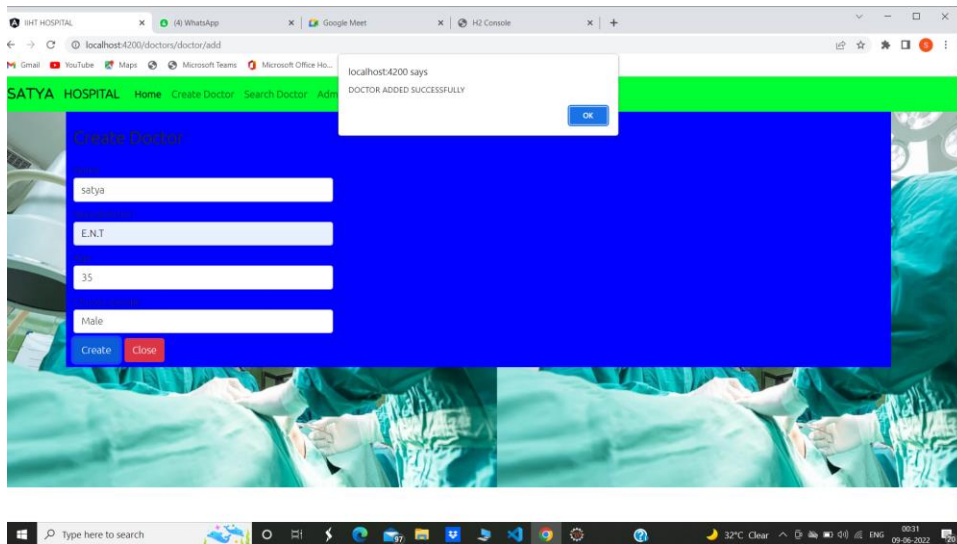 IIHT HOSPITAL
(4) WhatsApp
Google Meet
H2 Console
localhost:4200/doctors/doctor/add
Gmail YouTube Maps Microsoft Teams Microsoft Office Ho...
localhost:4200 says
DOCTOR ADDED SUCCESSFULLY
OK
SATYA HOSPITAL Home Create Doctor Search Doctor Adm
Create Doctor
satya
E.N.T
35
Male
Create Close
Type here to search
97
32°C Clear
ENG
00:31
09-06-2022
20